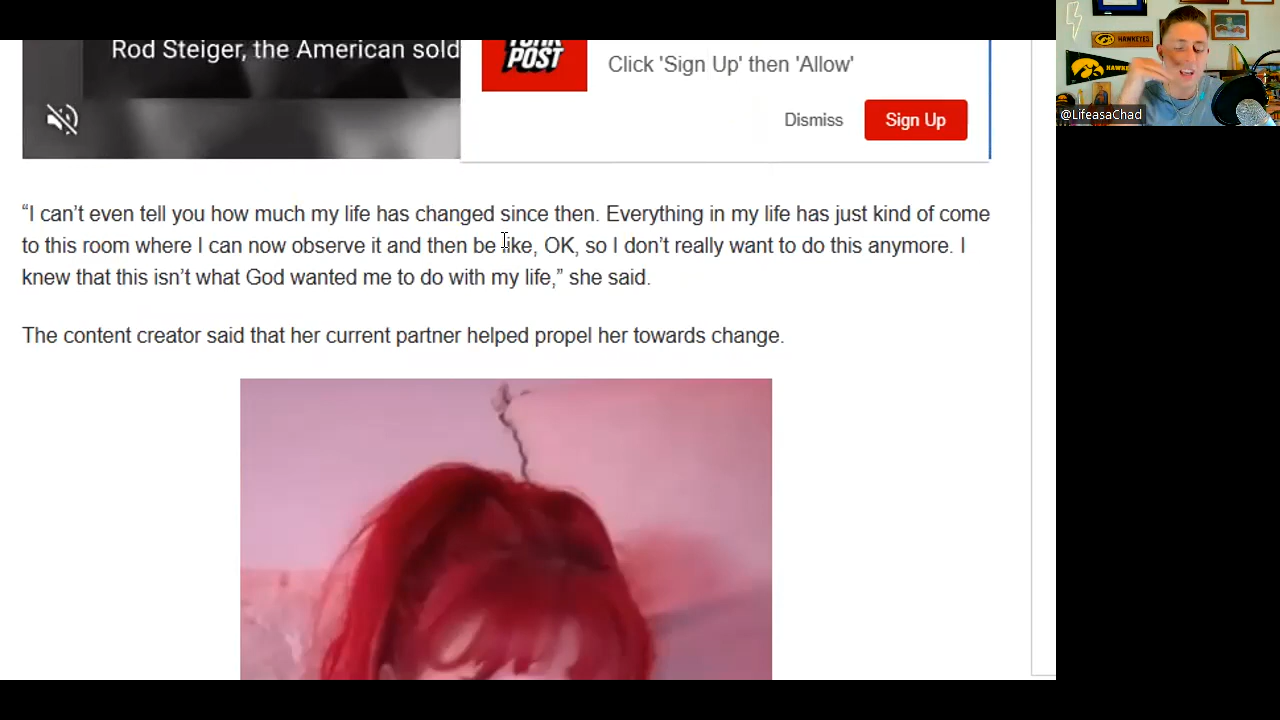 Rod Steiger, the American sold
POST
Click 'Sign Up' then 'Allow'
Dismiss
Sign Up
HAWKEYES
@LifeasaChad
“I can’t even tell you how much my life has changed since then. Everything in my life has just kind of come
to this room where I can now observe it and then be like, OK, so I don’t really want to do this anymore. I
knew that this isn’t what God wanted me to do with my life,” she said.
The content creator said that her current partner helped propel her towards change.